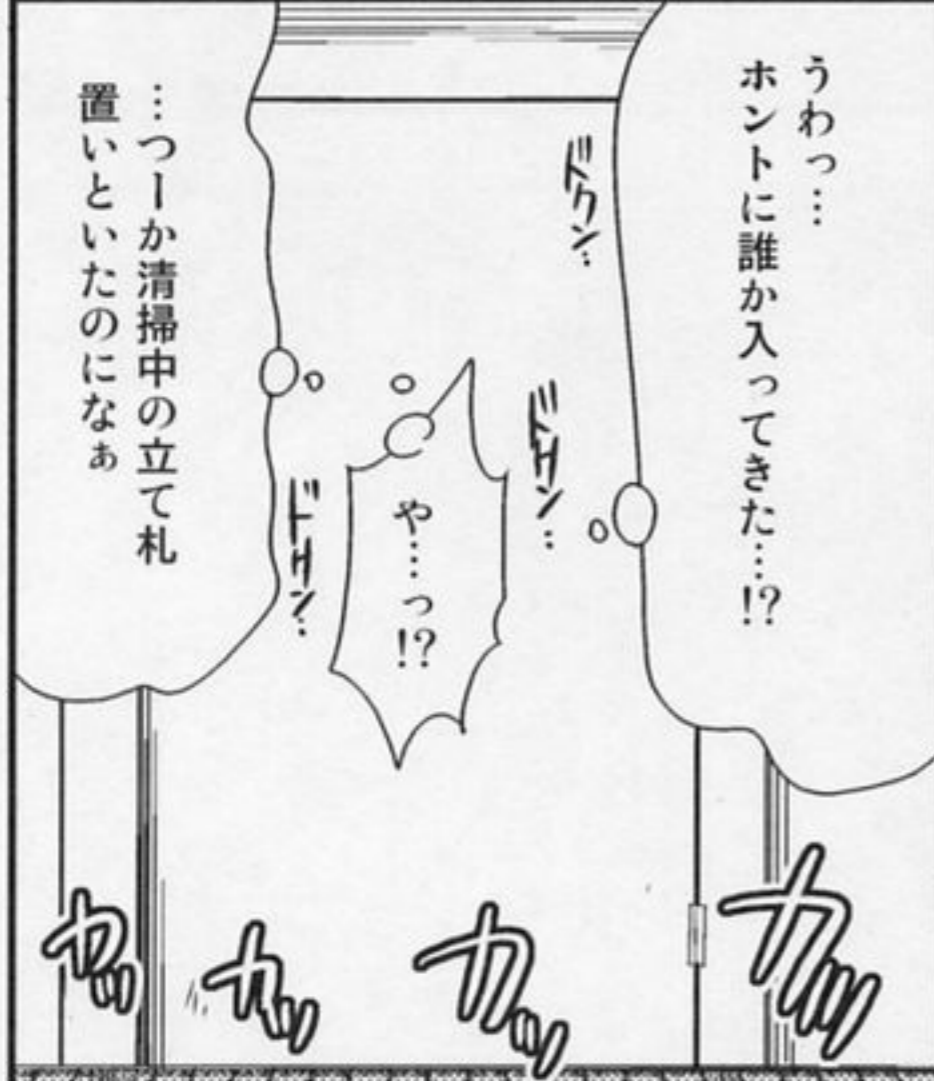 うわっ…
ホントに誰か入ってきた…!?
ドクン…
ドクン…
や…っ!?
ドクン…
…つーか清掃中の立て札
置いといたのになぁ
カッ
カッ
カッ
カッ